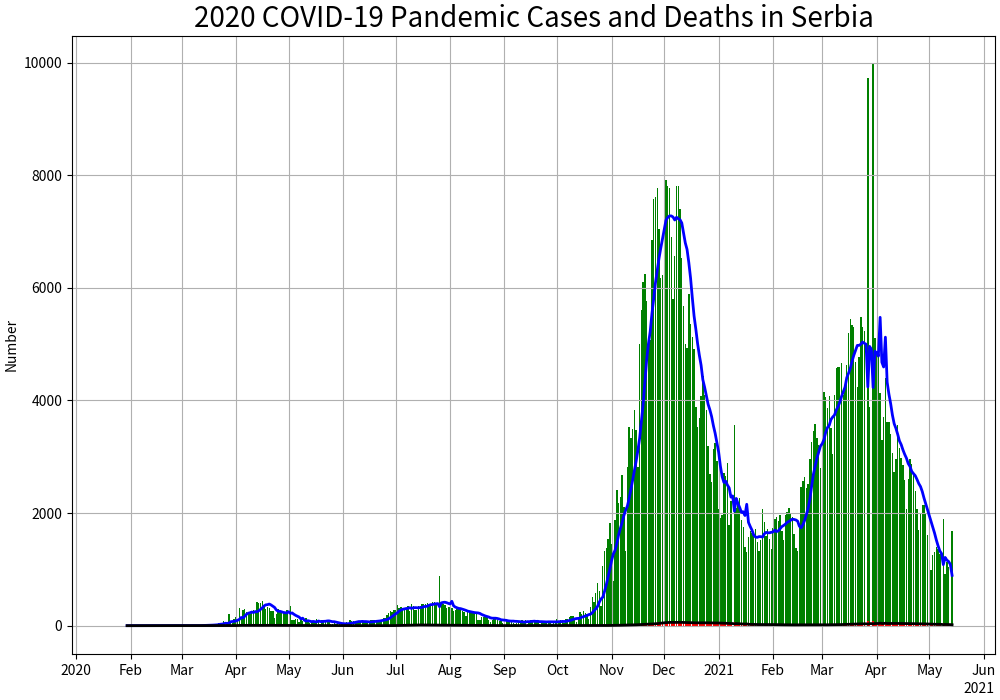 2020 COVID-19 Pandemic Cases and Deaths in Serbia
10000
8000
6000
4000
2000
0
Number
2020 Feb Mar Apr May Jun Jul Aug Sep Oct Nov Dec 2021 Feb Mar Apr May Jun
2021